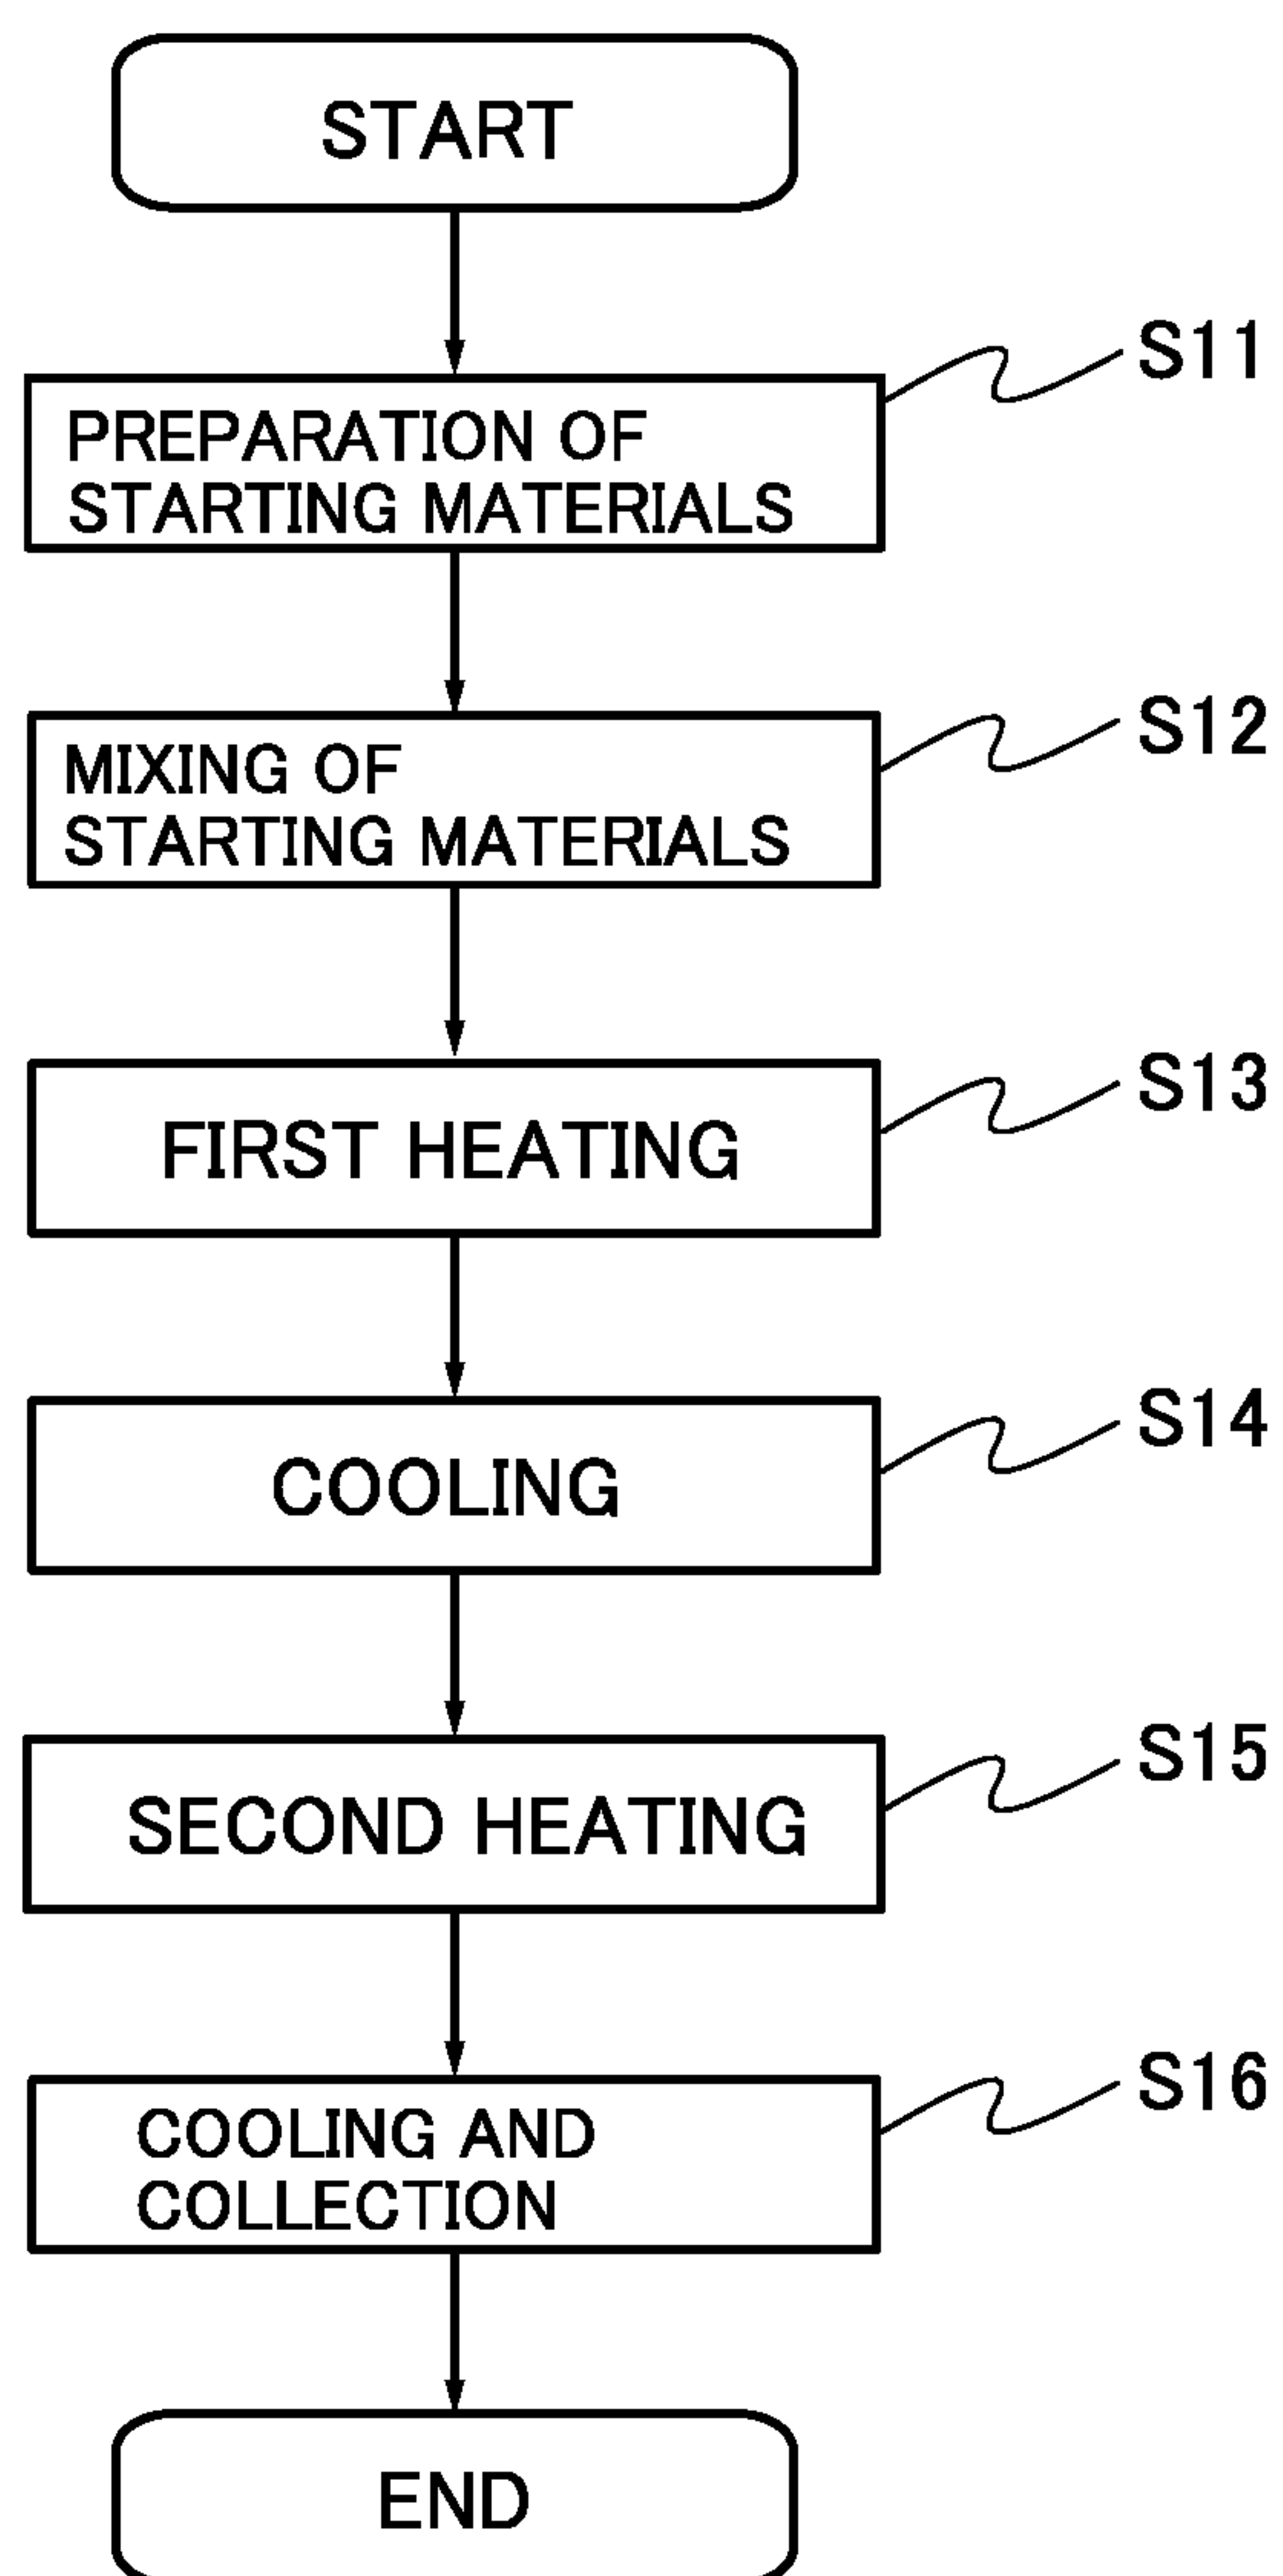 START
S11
PREPARATION OF
STARTING MATERIALS
S12
MIXING OF
STARTING MATERIALS
S13
FIRST HEATING
S14
COOLING
S15
SECOND HEATING
S16
COOLING AND
COLLECTION
END